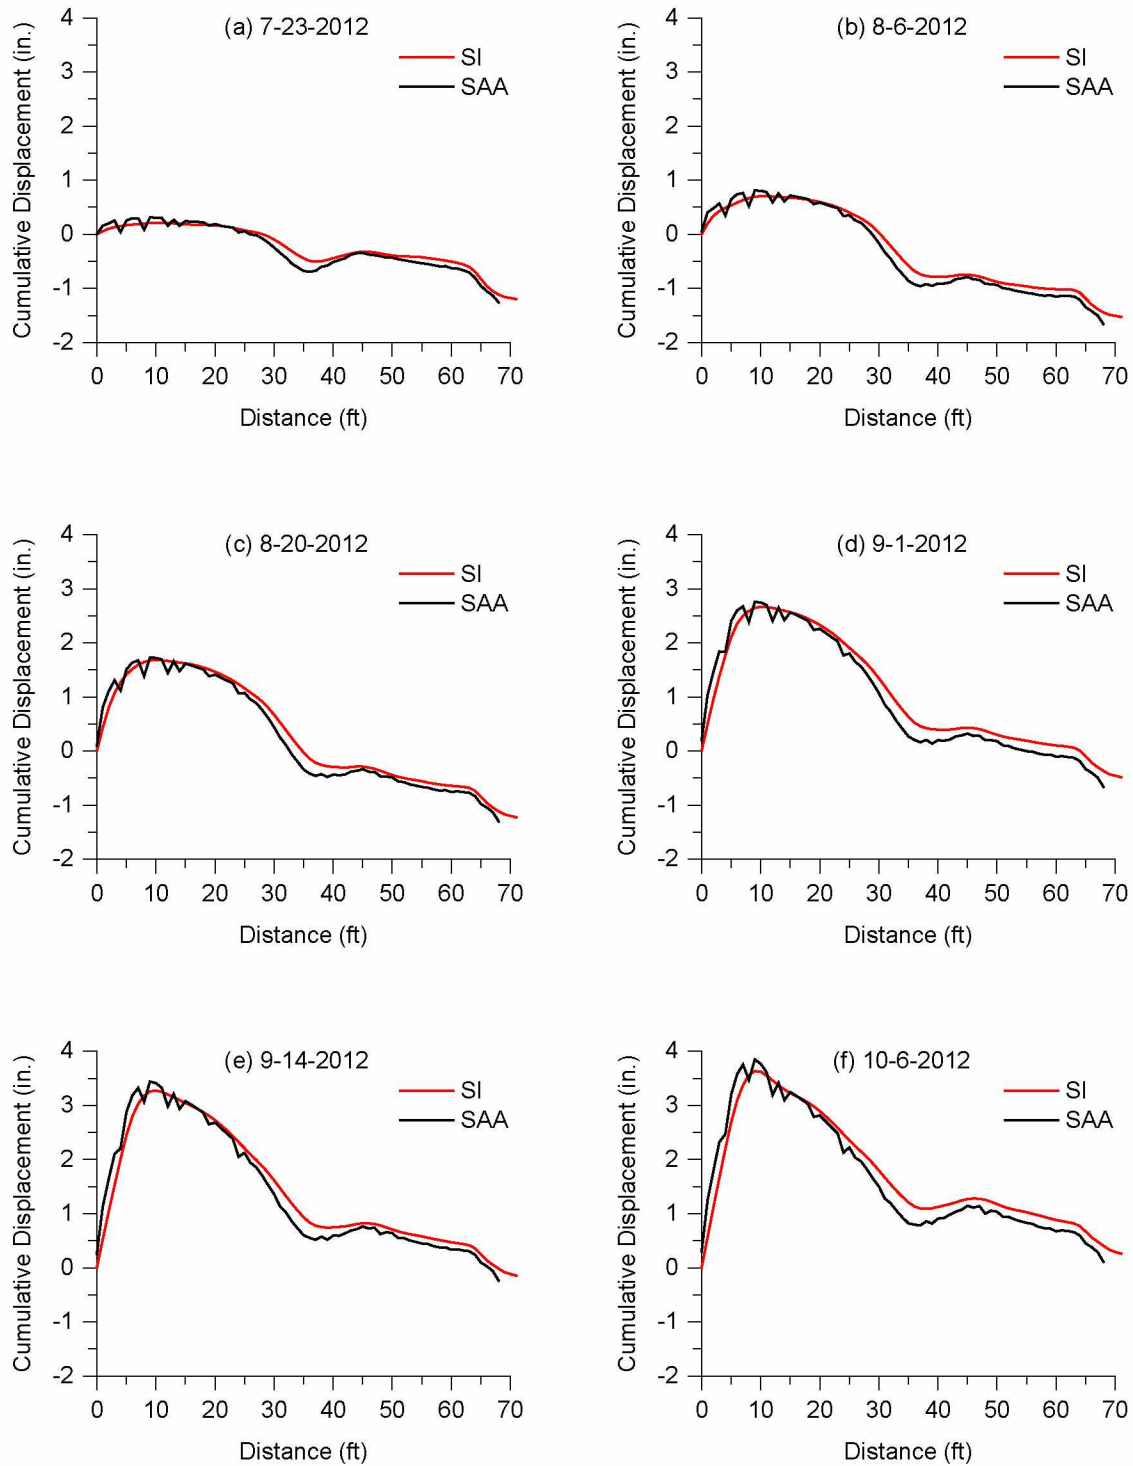 (a) 7-23-2012
SI
SAA
4
3
2
1
0
-1
-2
Cumulative Displacement (in.)
0 10 20 30 40 50 60 70
Distance (ft)
(b) 8-6-2012
SI
SAA
4
3
2
1
0
-1
-2
Cumulative Displacement (in.)
0 10 20 30 40 50 60 70
Distance (ft)
(c) 8-20-2012
SI
SAA
4
3
2
1
0
-1
-2
Cumulative Displacement (in.)
0 10 20 30 40 50 60 70
Distance (ft)
(d) 9-1-2012
SI
SAA
4
3
2
1
0
-1
-2
Cumulative Displacement (in.)
0 10 20 30 40 50 60 70
Distance (ft)
(e) 9-14-2012
SI
SAA
4
3
2
1
0
-1
-2
Cumulative Displacement (in.)
0 10 20 30 40 50 60 70
Distance (ft)
(f) 10-6-2012
SI
SAA
4
3
2
1
0
-1
-2
Cumulative Displacement (in.)
0 10 20 30 40 50 60 70
Distance (ft)